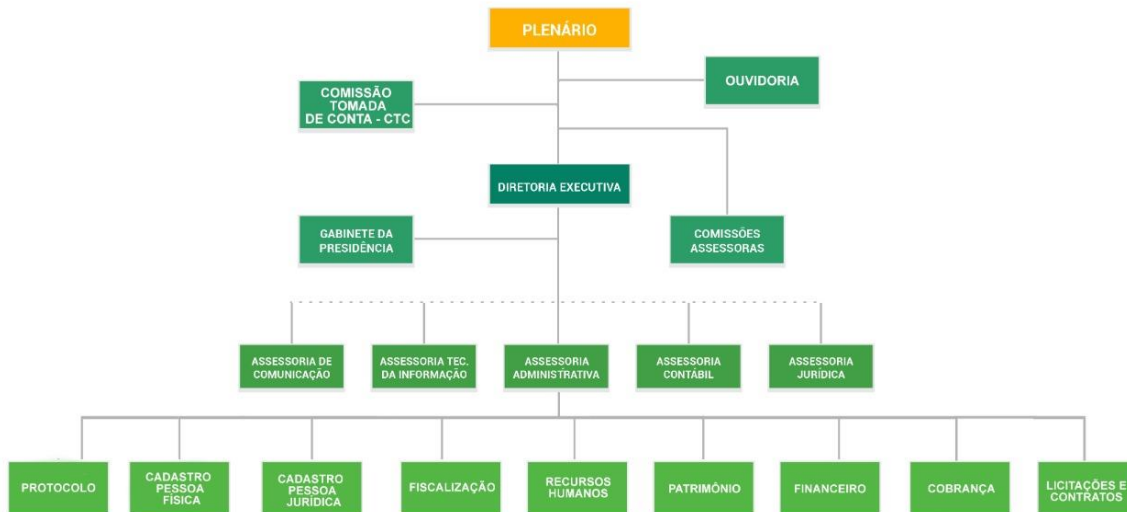 PLENÁRIO
OUVIDORIA
COMISSÃO
TOMADA
DE CONTA - CTC
DIRETORIA EXECUTIVA
GABINETE DA
PRESIDÊNCIA
COMISSÕES
ASSESSORAS
ASSESSORIA DE
COMUNICAÇÃO
ASSESSORIA TEC.
DA INFORMAÇÃO
ASSESSORIA
ADMINISTRATIVA
ASSESSORIA
CONTÁBIL
ASSESSORIA
JURÍDICA
PROTOCOLO
CADASTRO
PESSOA
FÍSICA
CADASTRO
PESSOA
JURÍDICA
FISCALIZAÇÃO
RECURSOS
HUMANOS
PATRIMÔNIO
FINANCEIRO
COBRANÇA
LICITAÇÕES E
CONTRATOS